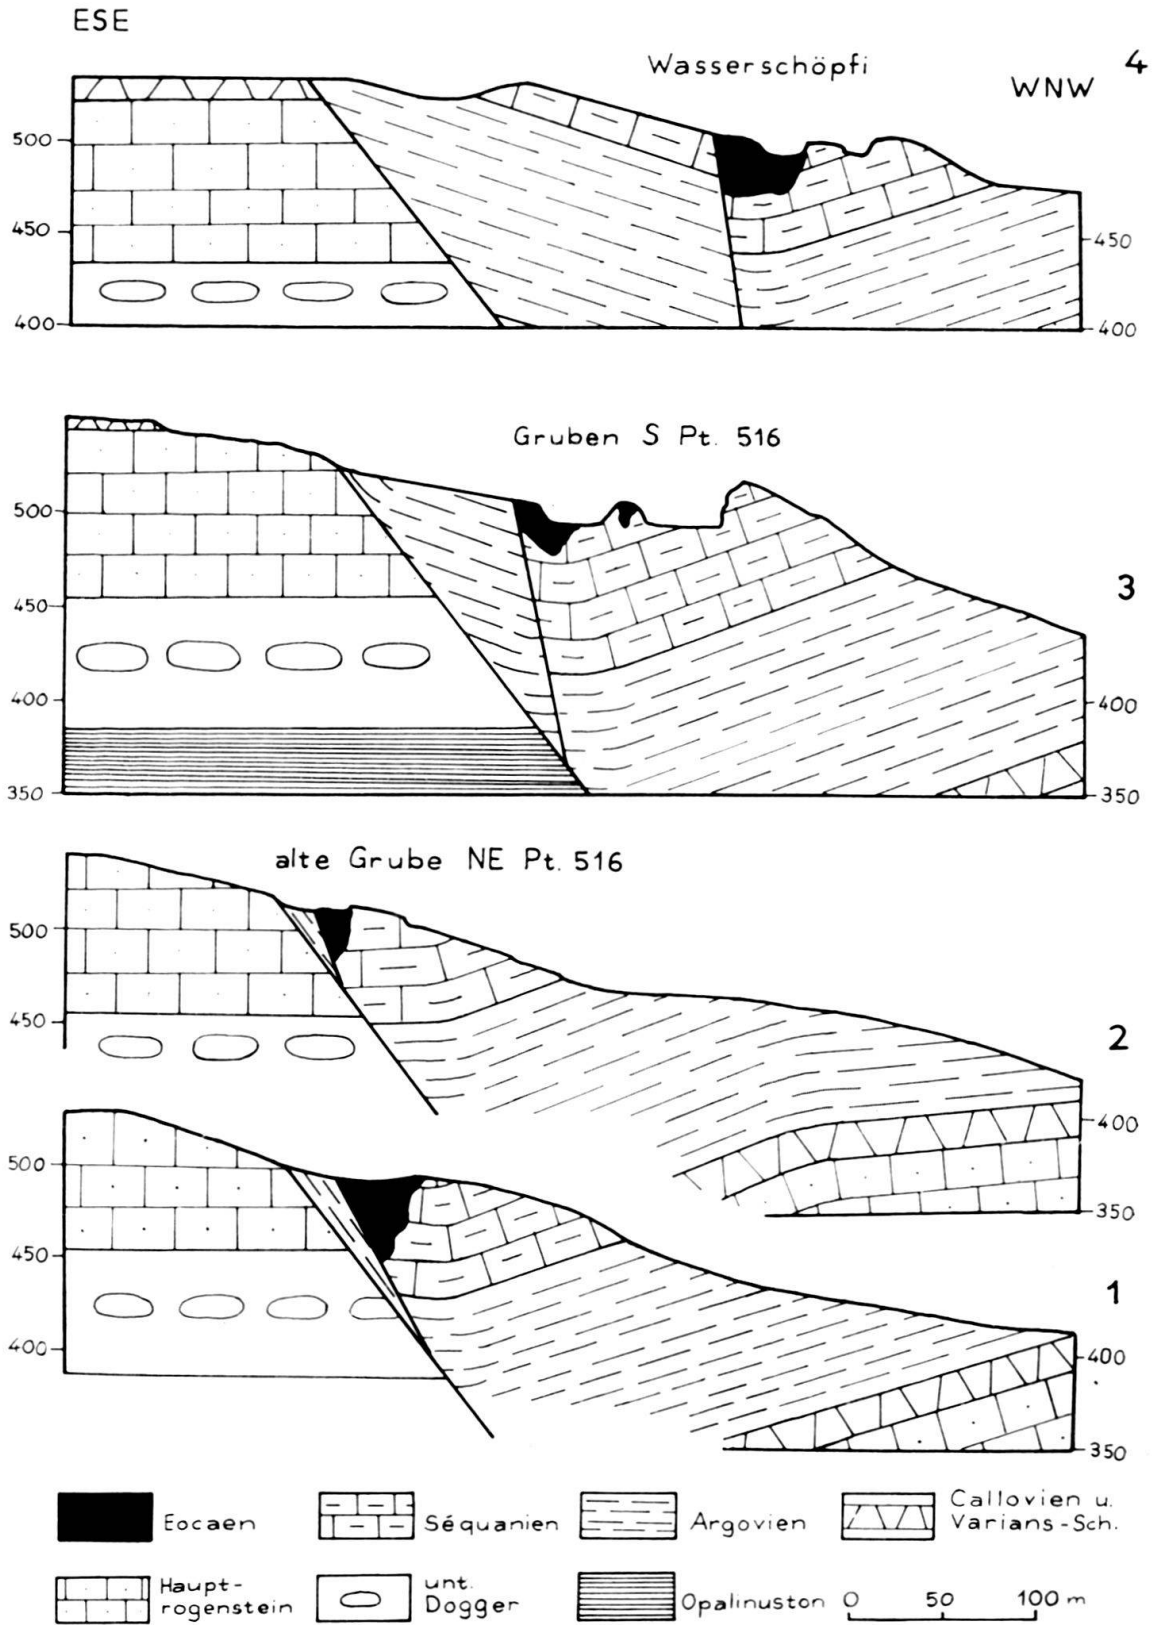 ESE
Wasserschöpfi
4
WNW
500
450
400
450
400
Gruben S Pt. 516
3
500
450
400
350
400
350
alte Grube NE Pt. 516
2
500
450
400
350
1
500
450
400
400
350
Eocaen
Séquanien
Argovien
Callovien u.
Varians-Sch.
Haupt-
rogenstein
unt.
Dogger
Opalinuston
0 50 100 m